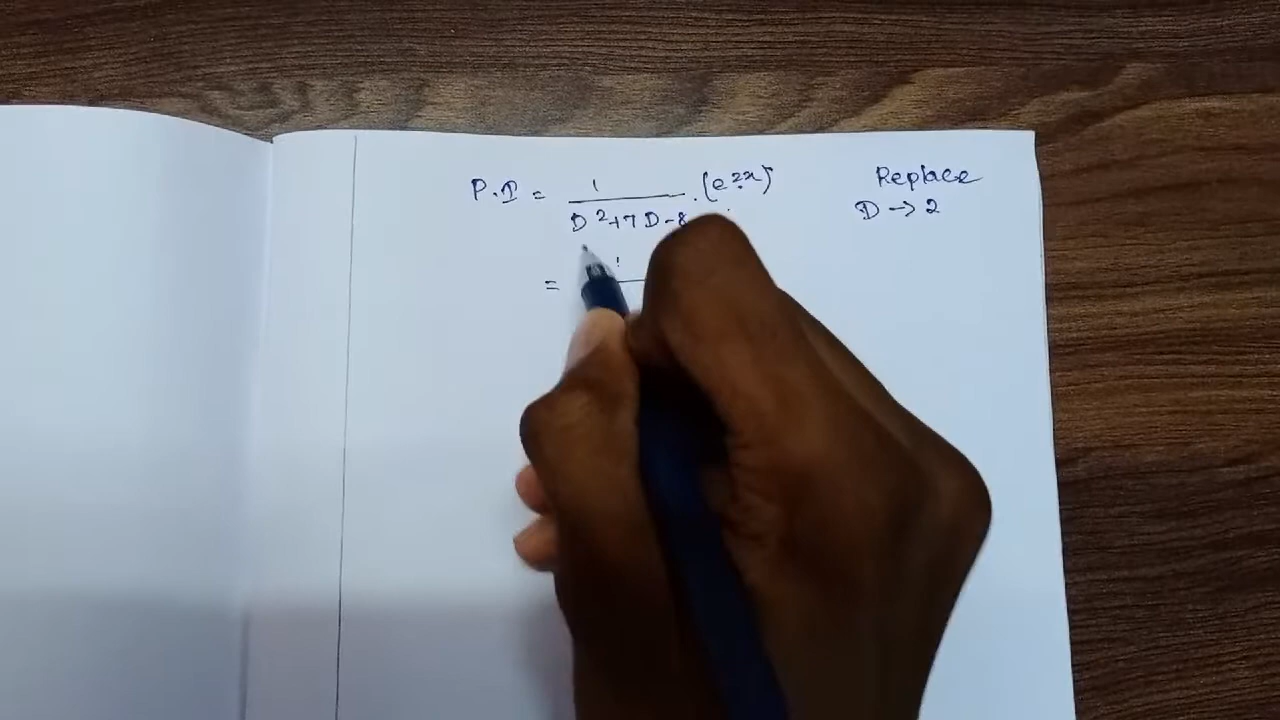 P.I = 1 / D²+7D-8 . (e²ˣ) Replace
D → 2
= 1